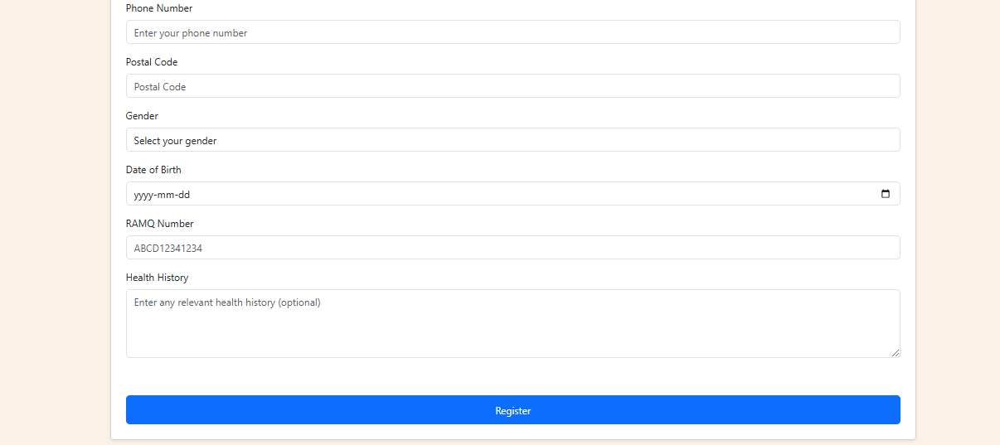 Phone Number
Enter your phone number
Postal Code
Postal Code
Gender
Select your gender
Date of Birth
yyyy-mm-dd
RAMQ Number
ABCD12341234
Health History
Enter any relevant health history (optional)
Register